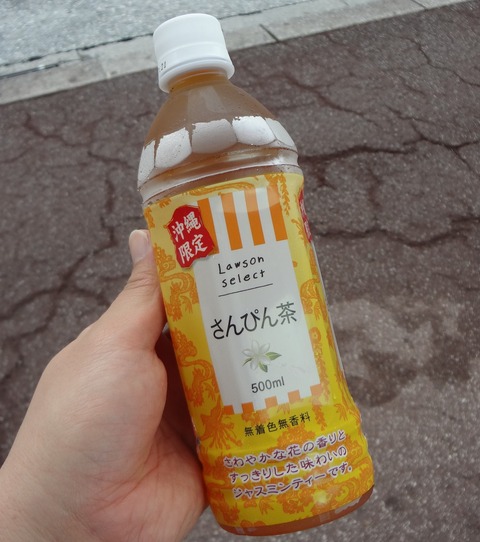 沖縄
限定
Lawson
select
さんぴん茶
500ml
無着色無香料
さわやかな花の香りと、
すっきりした味わいの
ジャスミンティーです。